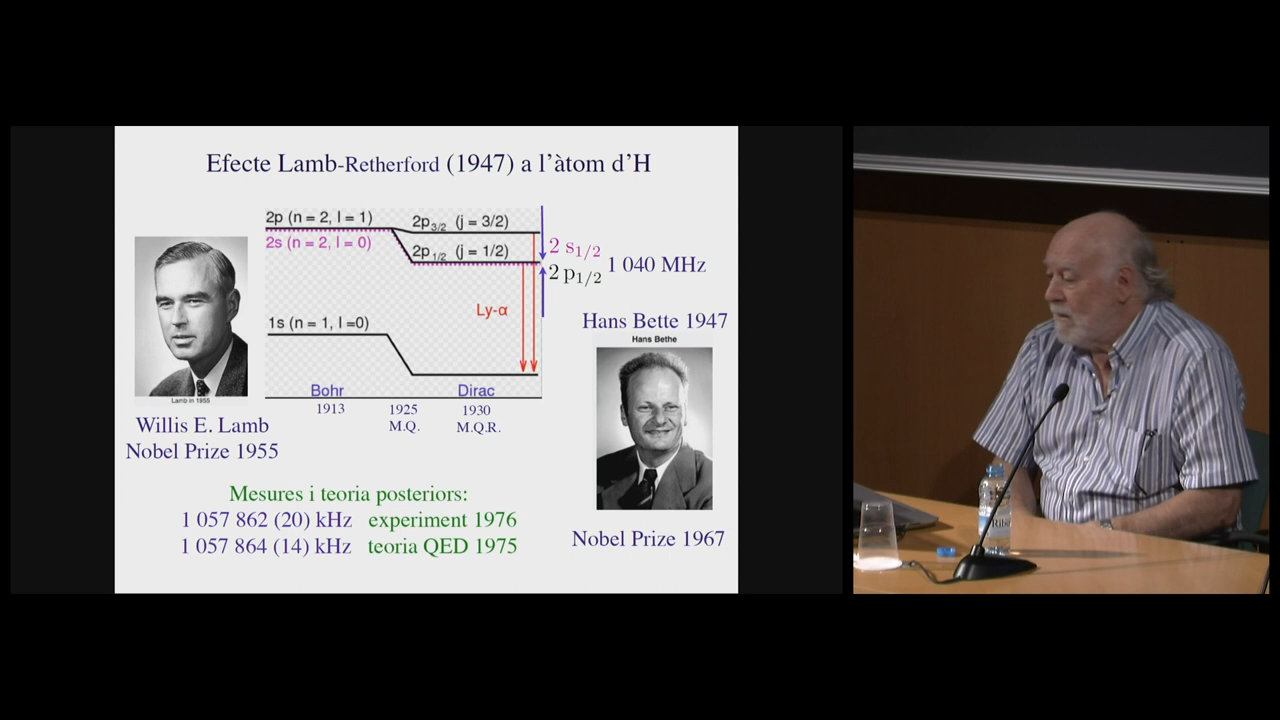 Efecte Lamb-Retherford (1947) a l'àtom d'H
2p (n = 2, l = 1)
2s (n = 2, l = 0)
2p3/2 (j = 3/2)
2p1/2 (j = 1/2)
2 s1/2
2 p1/2
1 040 MHz
Ly-α
1s (n = 1, l =0)
Bohr
Dirac
1913
1925
1930
M.Q.
M.Q.R.
Lamb in 1955
Willis E. Lamb
Nobel Prize 1955
Hans Bette 1947
Hans Bethe
Nobel Prize 1967
Mesures i teoria posteriors:
1 057 862 (20) kHz experiment 1976
1 057 864 (14) kHz teoria QED 1975
Ribe